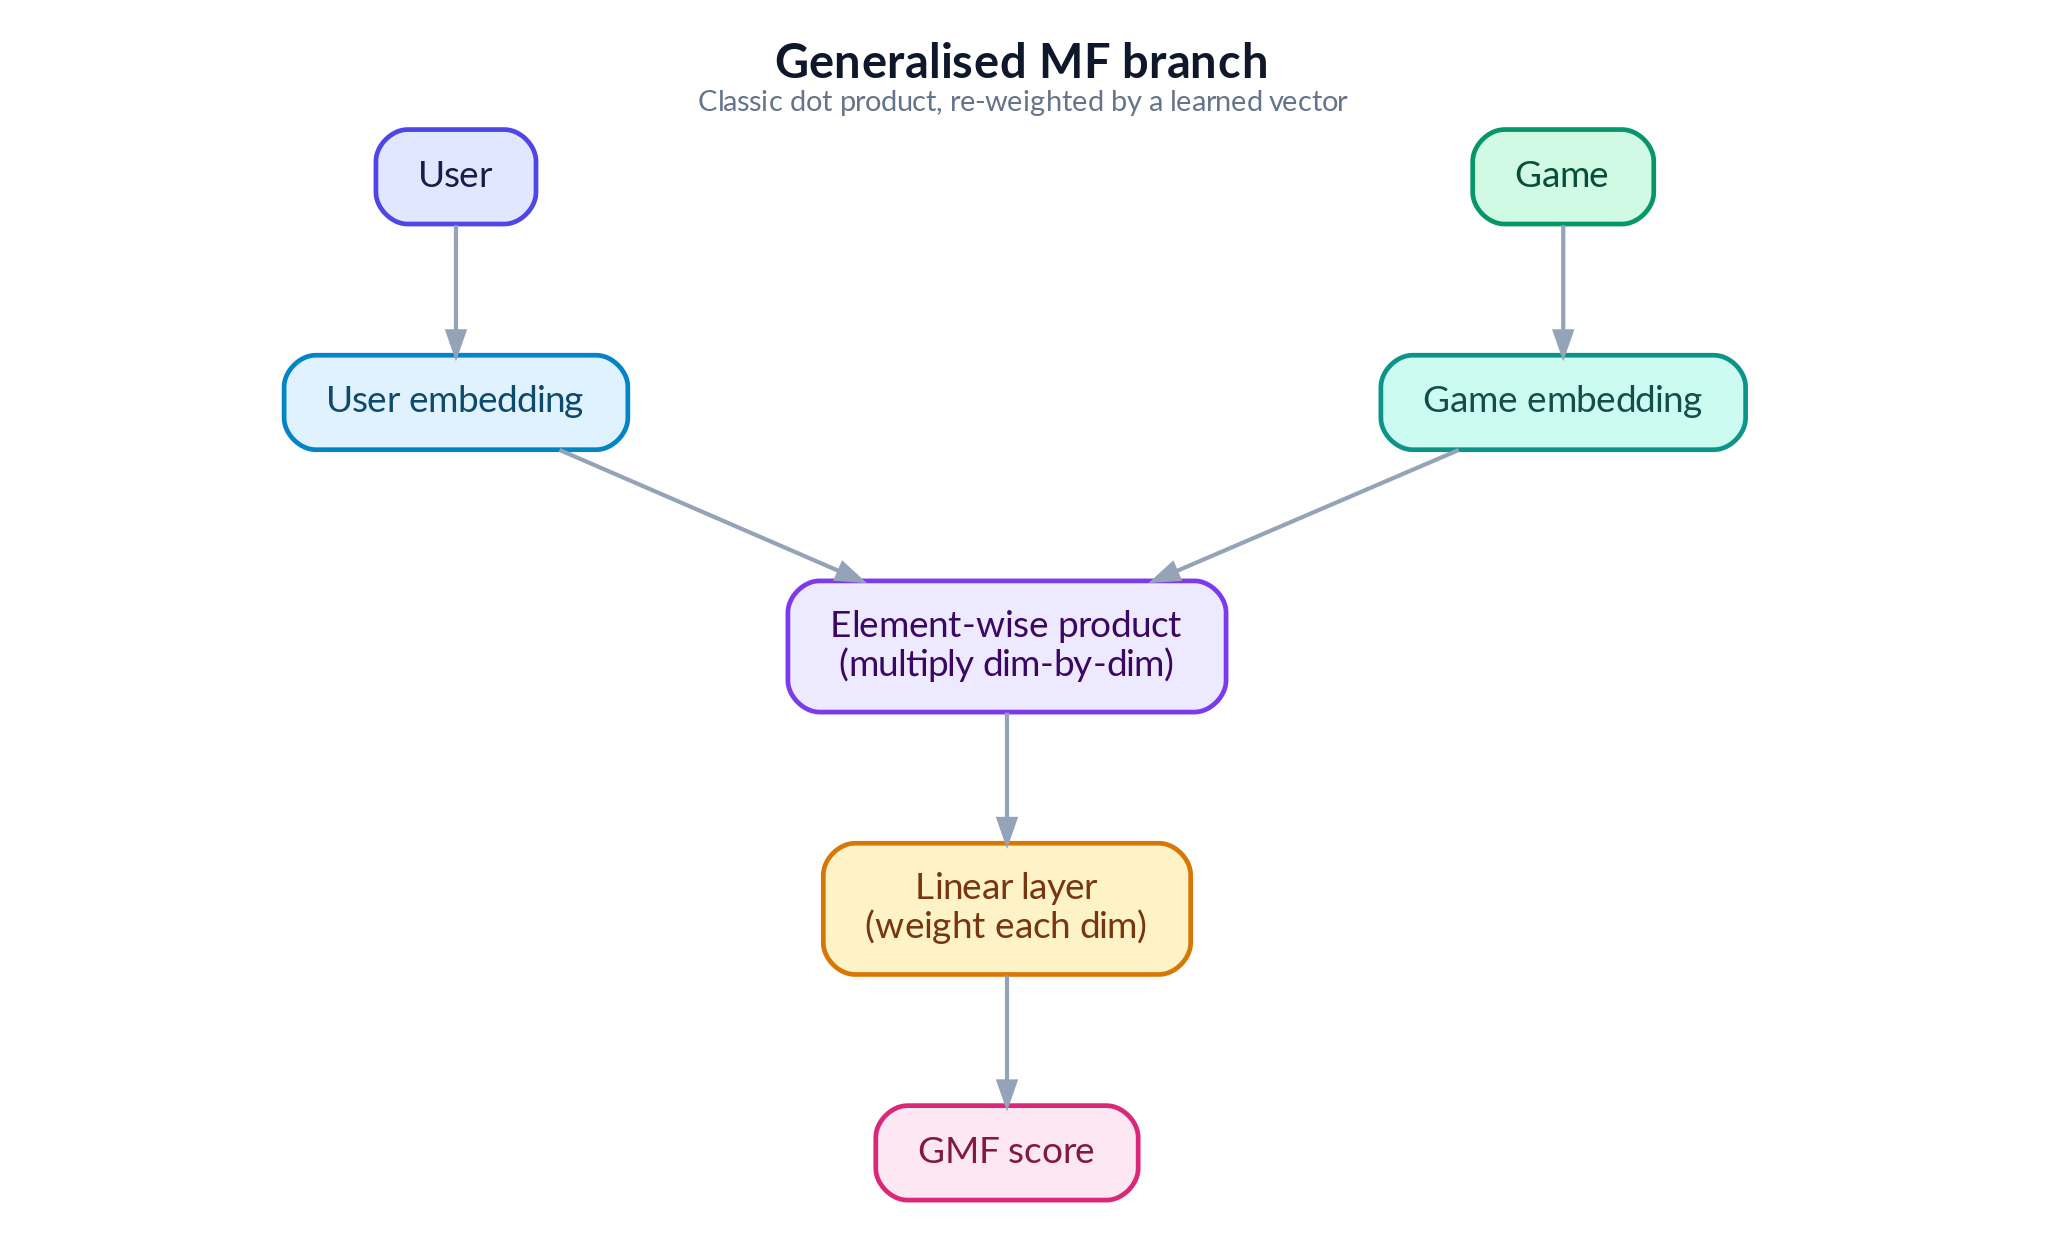 Generalised MF branch
Classic dot product, re-weighted by a learned vector
User
Game
User embedding
Game embedding
Element-wise product
(multiply dim-by-dim)
Linear layer
(weight each dim)
GMF score